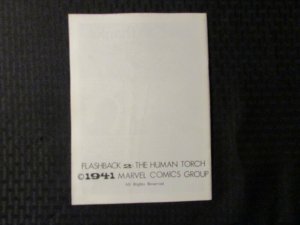 FLASHBACK 2 THE HUMAN TORCH
©1941 MARVEL COMICS GROUP
All Rights Reserved